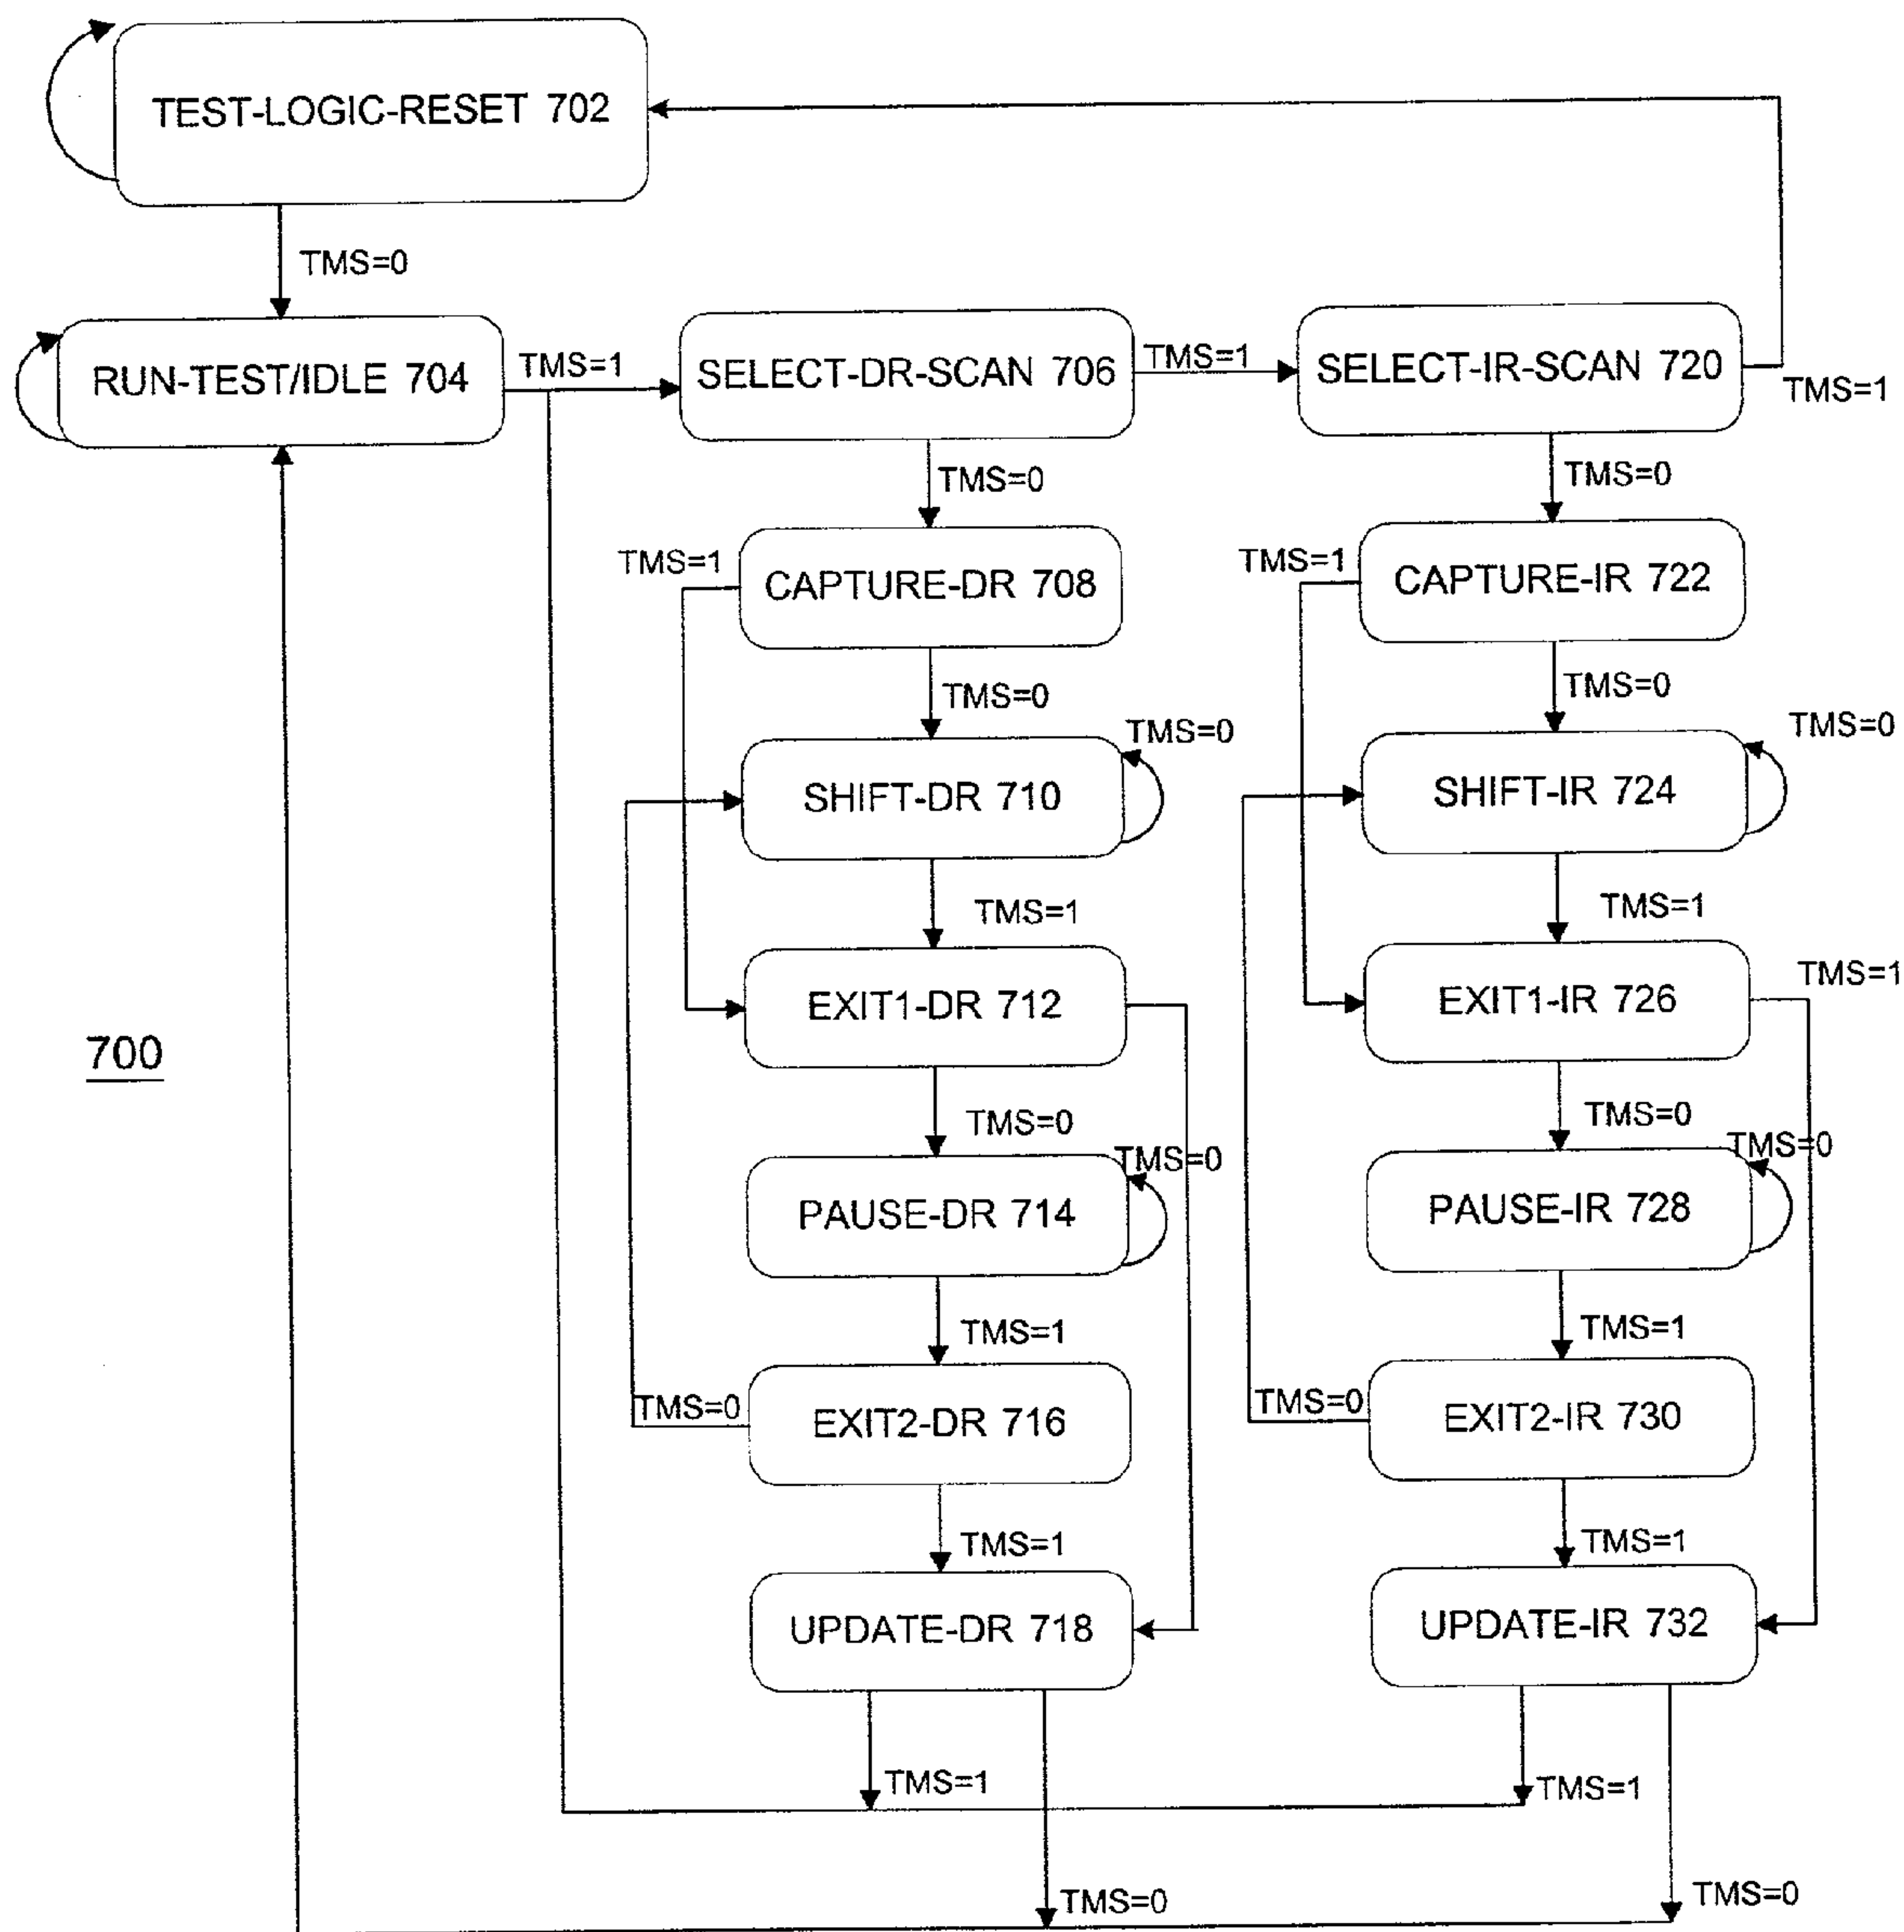 TEST-LOGIC-RESET 702
TMS=0
RUN-TEST/IDLE 704
TMS=1
SELECT-DR-SCAN 706
TMS=1
SELECT-IR-SCAN 720
TMS=1
TMS=0
TMS=0
TMS=1
CAPTURE-DR 708
TMS=1
CAPTURE-IR 722
TMS=0
TMS=0
TMS=0
TMS=0
SHIFT-DR 710
SHIFT-IR 724
TMS=1
TMS=1
EXIT1-DR 712
EXIT1-IR 726
TMS=1
700
TMS=0
TMS=0
TMS=0
TMS=0
PAUSE-DR 714
PAUSE-IR 728
TMS=1
TMS=1
TMS=0
EXIT2-DR 716
TMS=0
EXIT2-IR 730
TMS=1
TMS=1
UPDATE-DR 718
UPDATE-IR 732
TMS=1
TMS=1
TMS=0
TMS=0